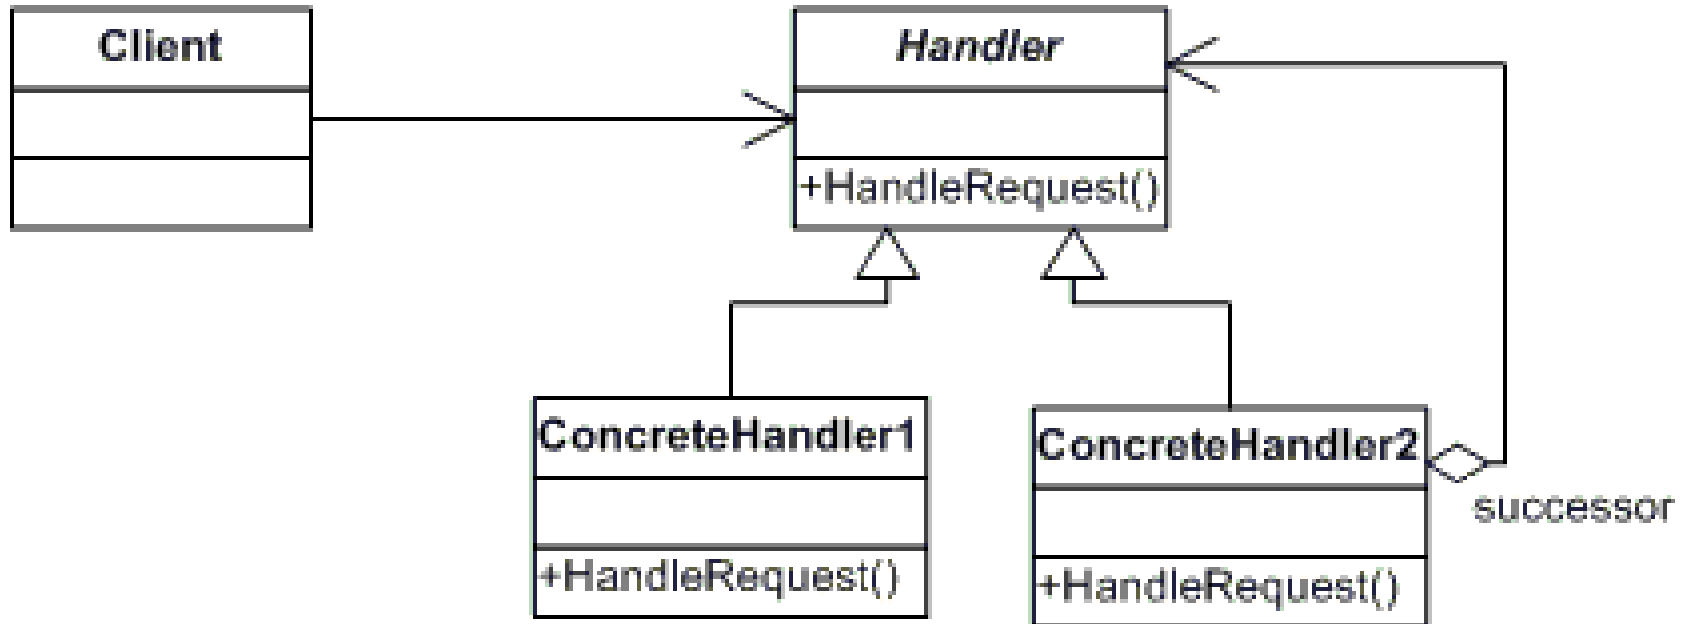 Client
Handler
+HandleRequest()
ConcreteHandler1
+HandleRequest()
ConcreteHandler2
+HandleRequest()
successor